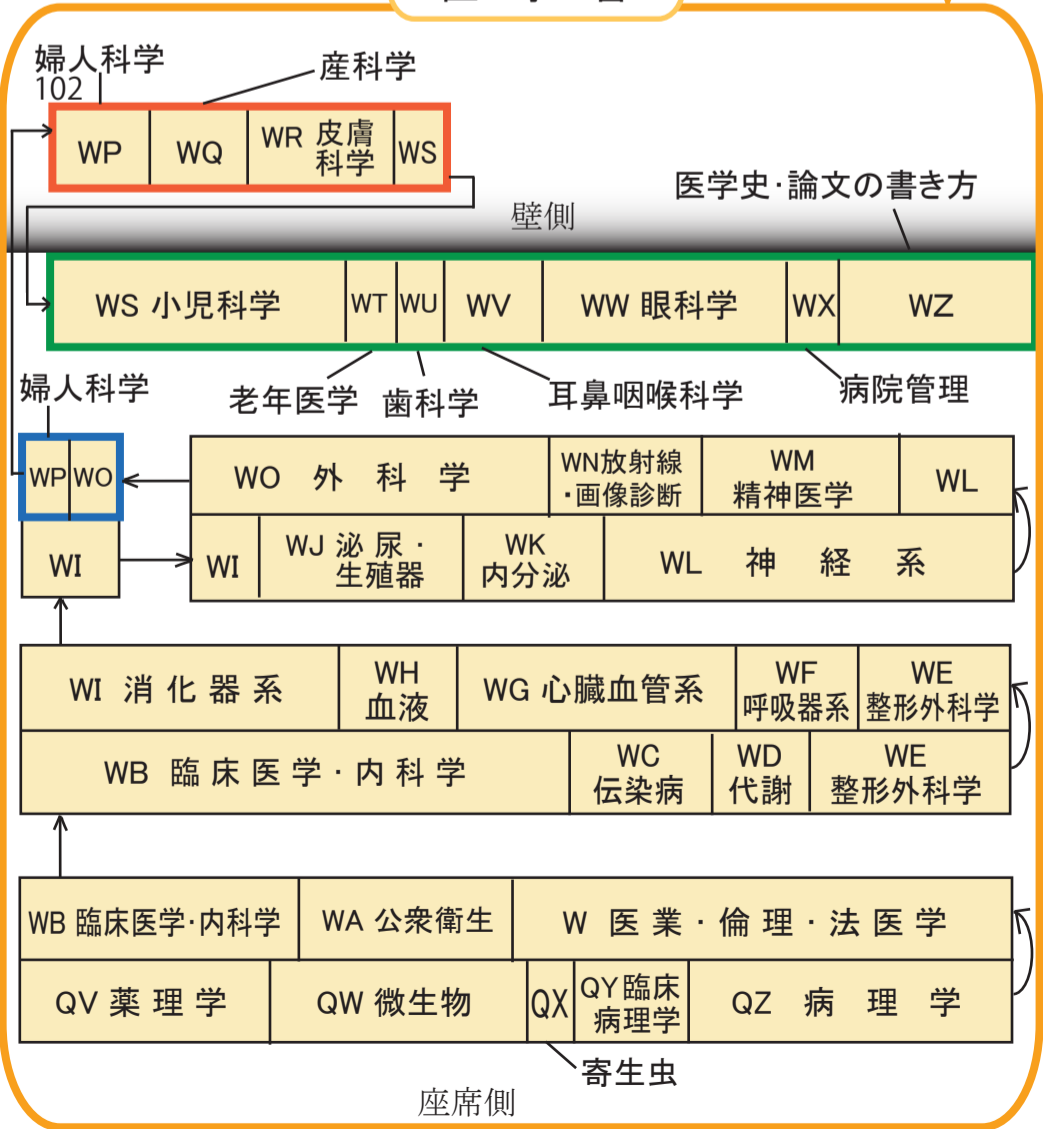 婦人科学
102
産科学
WP
WQ
WR 皮膚
科学
WS
医学史・論文の書き方
壁側
WS 小児科学
WT
WU
WV
WW 眼科学
WX
WZ
老年医学
歯科学
耳鼻咽喉科学
病院管理
婦人科学
WP
WO
WO 外科学
WN放射線
・画像診断
WM
精神医学
WL
WI
WI
WJ 泌尿・
生殖器
WK
内分泌
WL 神経系
WI 消化器系
WH
血液
WG 心臓血管系
WF
呼吸器系
WE
整形外科学
WB 臨床医学・内科学
WC
伝染病
WD
代謝
WE
整形外科学
WB 臨床医学・内科学
WA 公衆衛生
W 医業・倫理・法医学
QV 薬理学
QW 微生物
QX
QY臨床
病理学
QZ 病理学
寄生虫
座席側